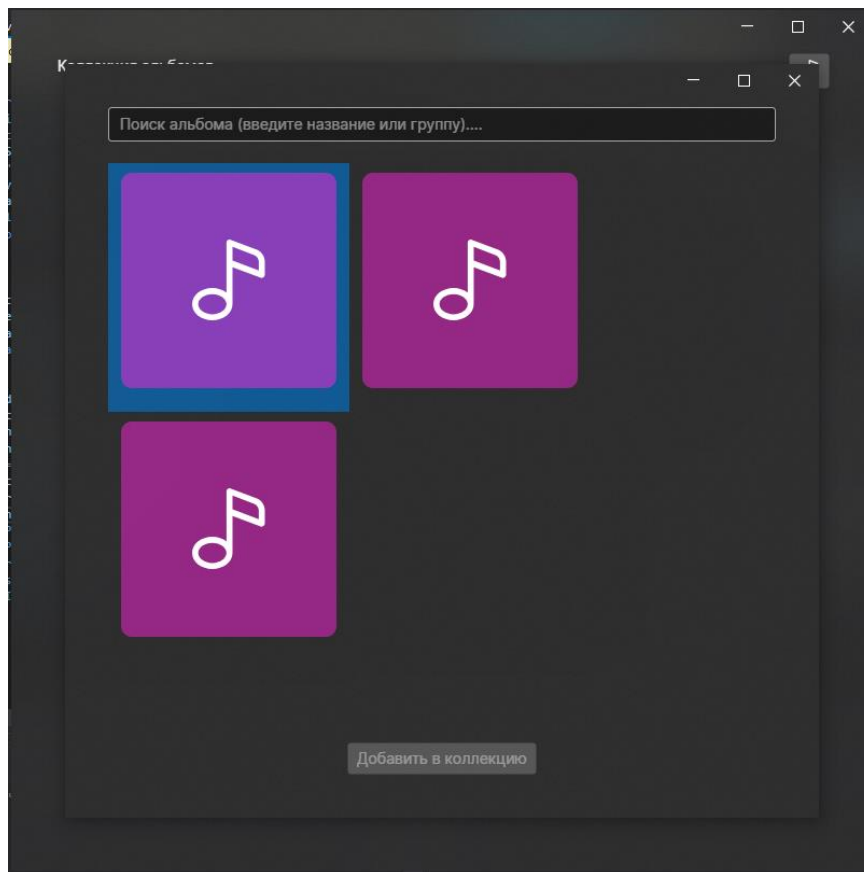 Поиск альбома (введите название или группу)....
Добавить в коллекцию